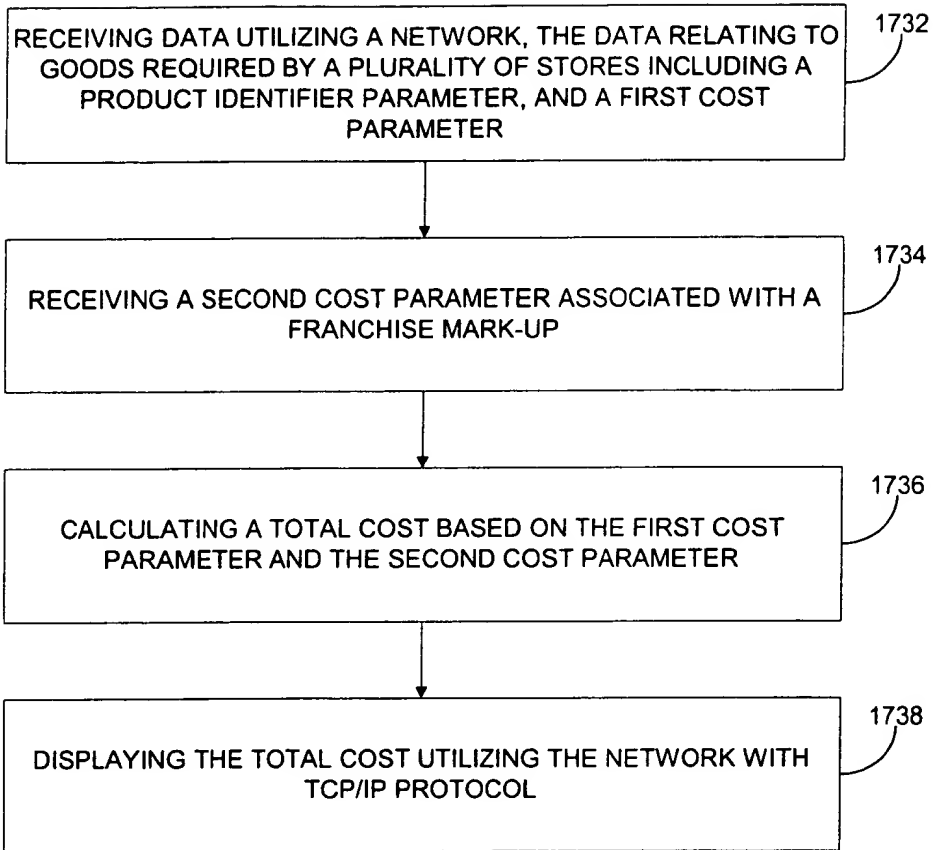 1732
RECEIVING DATA UTILIZING A NETWORK, THE DATA RELATING TO
GOODS REQUIRED BY A PLURALITY OF STORES INCLUDING A
PRODUCT IDENTIFIER PARAMETER, AND A FIRST COST
PARAMETER
1734
RECEIVING A SECOND COST PARAMETER ASSOCIATED WITH A
FRANCHISE MARK-UP
1736
CALCULATING A TOTAL COST BASED ON THE FIRST COST
PARAMETER AND THE SECOND COST PARAMETER
1738
DISPLAYING THE TOTAL COST UTILIZING THE NETWORK WITH
TCP/IP PROTOCOL